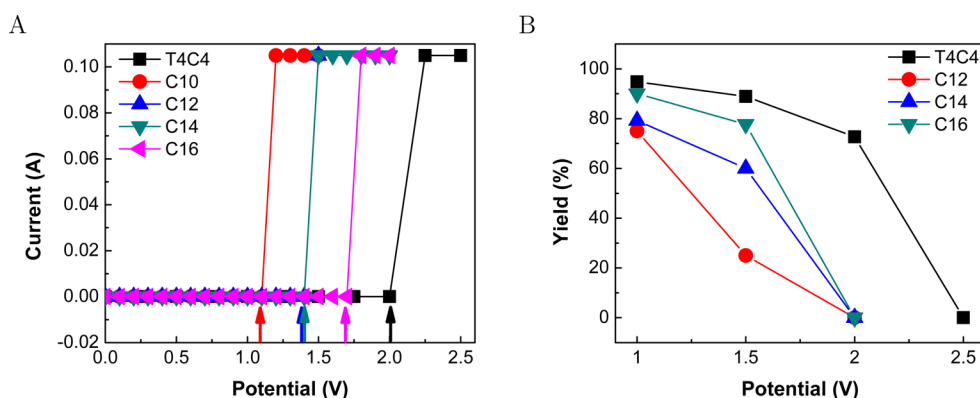 A
T4C4
C10
C12
C14
C16
0.10
0.08
0.06
0.04
0.02
0.00
-0.02
0.0 0.5 1.0 1.5 2.0 2.5
Current (A)
Potential (V)
B
T4C4
C12
C14
C16
100
80
60
40
20
0
1 1.5 2 2.5
Yield (%)
Potential (V)